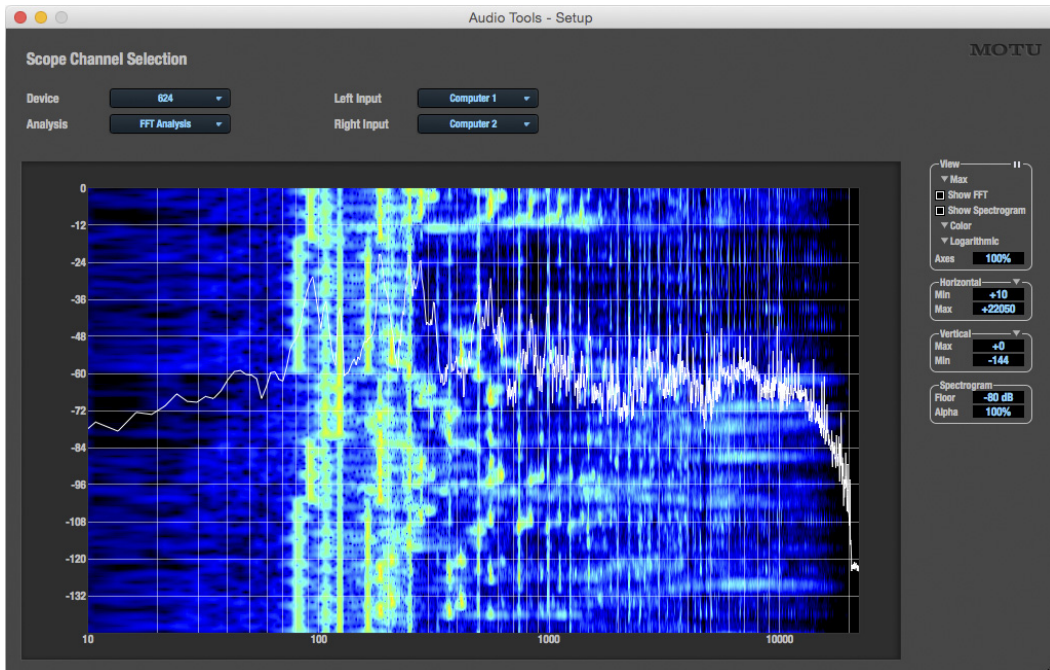 Audio Tools - Setup
MOTU
Scope Channel Selection
Device 624 Left Input Computer 1
Analysis FFT Analysis Right Input Computer 2
View
Max
Show FFT
Show Spectrogram
Color
Logarithmic
Axes 100%
Horizontal
Min +10
Max +22050
Vertical
Max +0
Min -144
Spectrogram
Floor -80 dB
Alpha 100%
0
-12
-24
-36
-48
-60
-72
-84
-96
-108
-120
-132
10 100 1000 10000